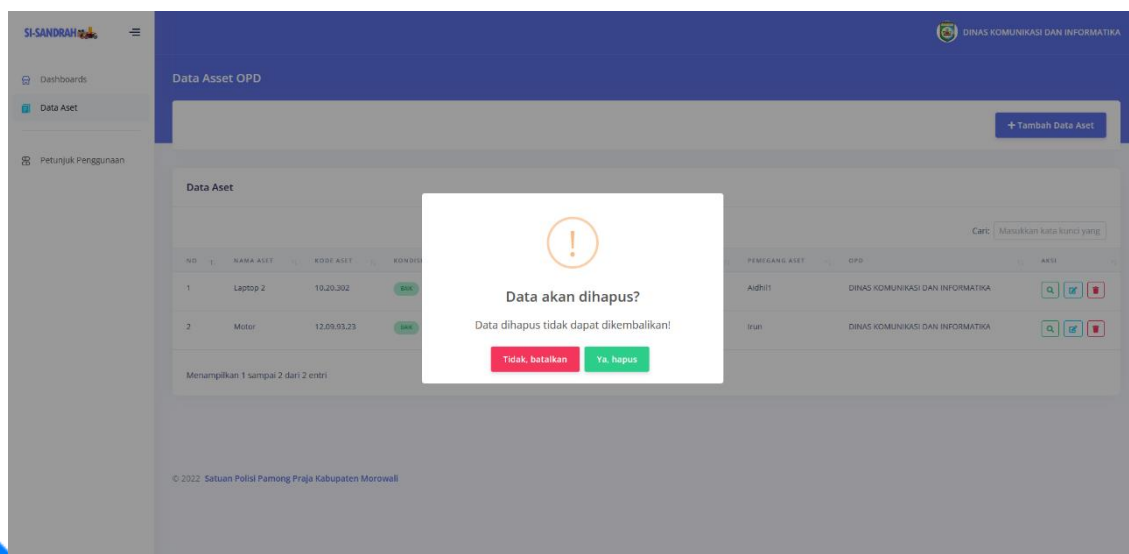 SI-SANDRAH
DINAS KOMUNIKASI DAN INFORMATIKA
Dashboards
Data Aset
Petunjuk Penggunaan
Data Asset OPD
+ Tambah Data Aset
Data Aset
Cari: Masukkan kata kunci yang
NO NAMA ASET KODE ASET KONDISI PEMEGANG ASET OPD AKSI
1 Laptop 2 10.20.302 BAIK Aidhil1 DINAS KOMUNIKASI DAN INFORMATIKA
2 Motor 12.09.93.23 BAIK Irun DINAS KOMUNIKASI DAN INFORMATIKA
Menampilkan 1 sampai 2 dari 2 entri
!
Data akan dihapus?
Data dihapus tidak dapat dikembalikan!
Tidak, batalkan Ya, hapus
© 2022 Satuan Polisi Pamong Praja Kabupaten Morowali